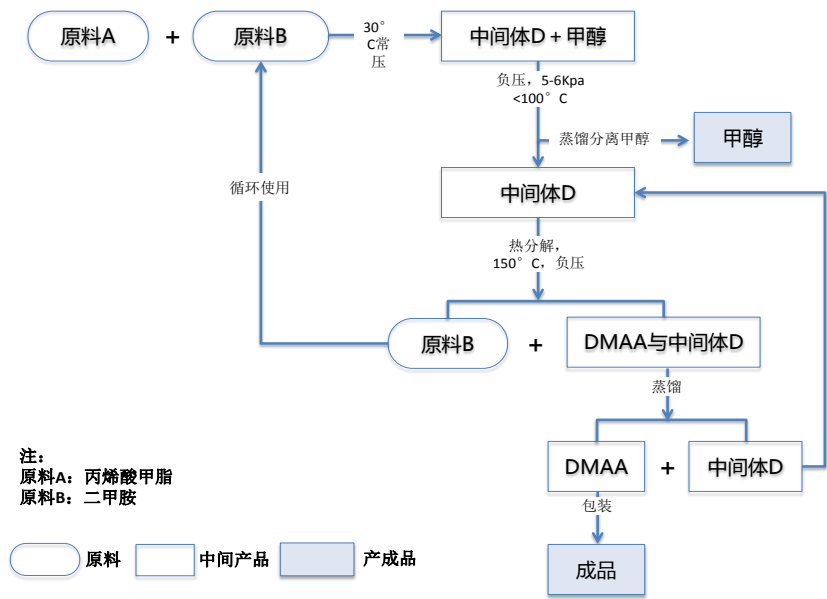 原料A
+
原料B
30°
C常
压
中间体D＋甲醇
负压，5-6Kpa
<100°C
蒸馏分离甲醇
甲醇
循环使用
中间体D
热分解，
150°C，负压
原料B
+
DMAA与中间体D
蒸馏
DMAA
+
中间体D
包装
成品
注：
原料A：丙烯酸甲脂
原料B：二甲胺
原料
中间产品
产成品